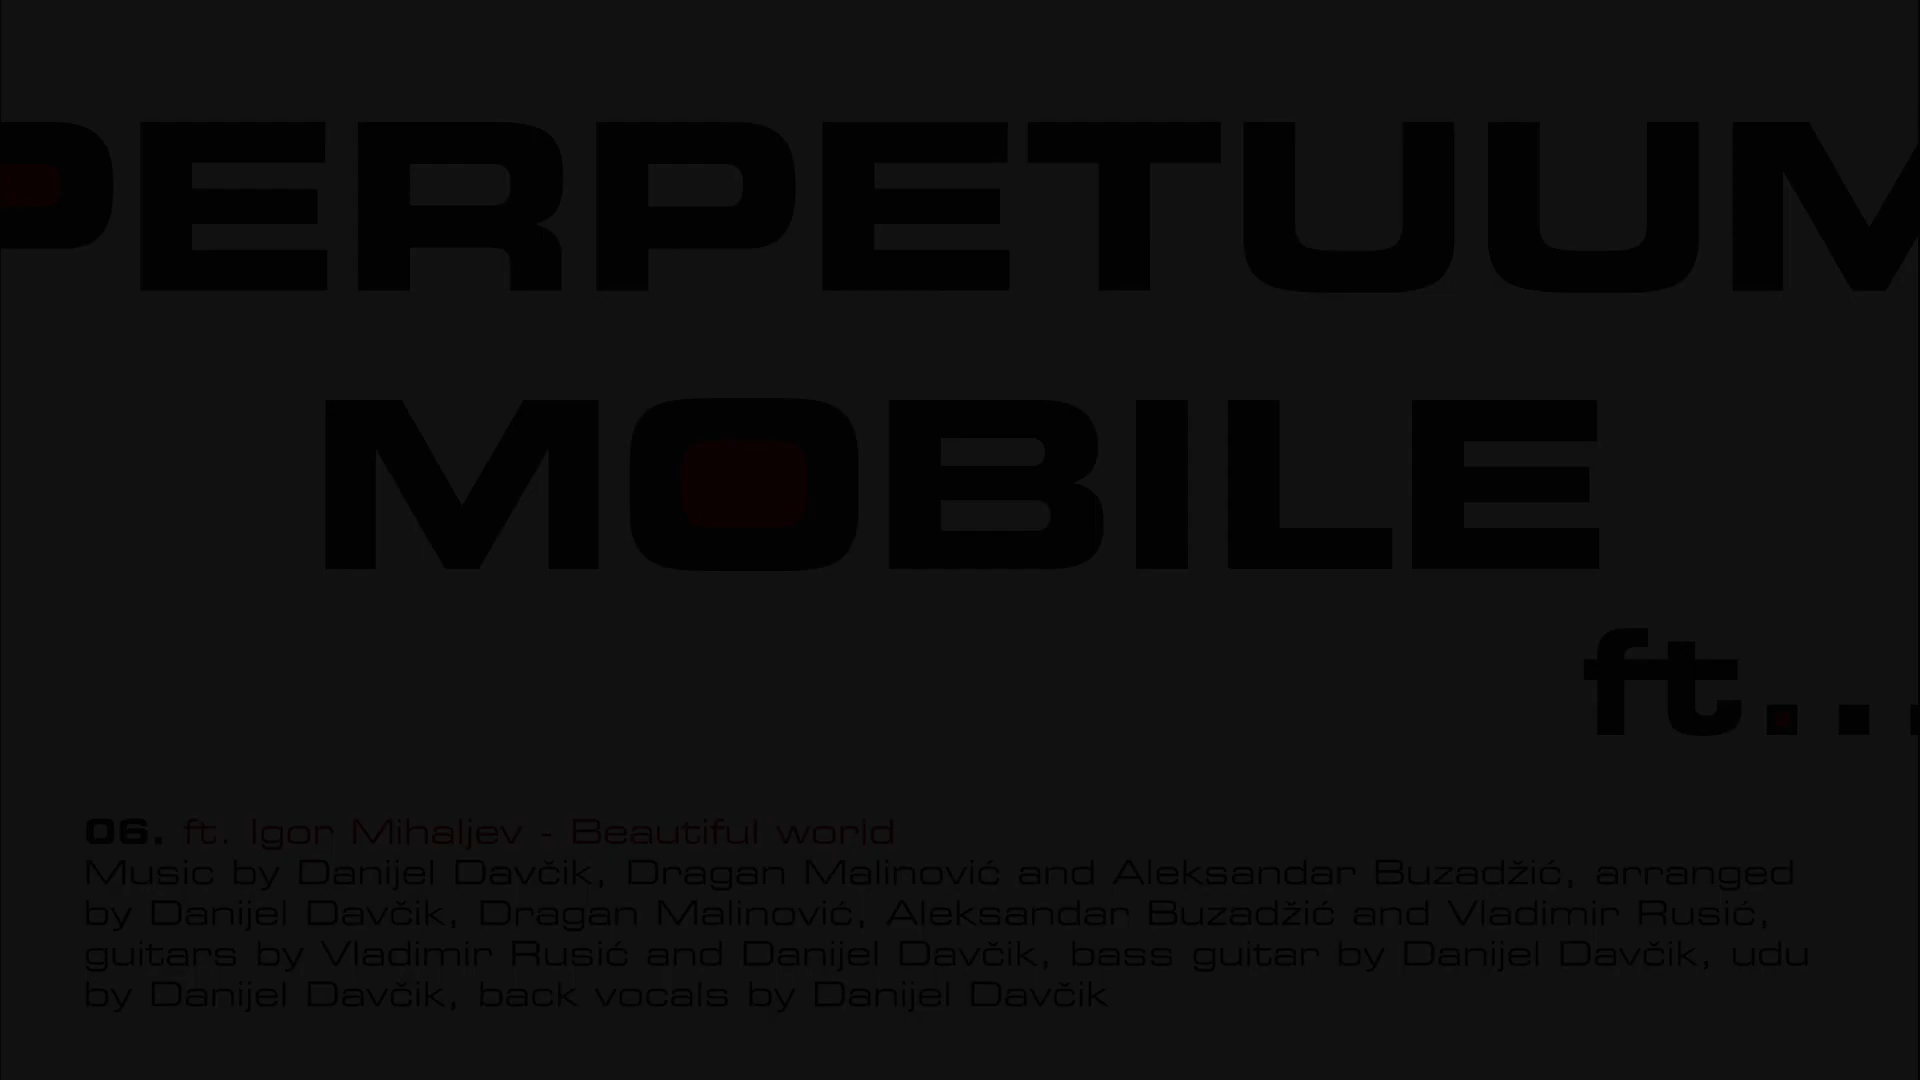 PERPETUUM
MOBILE
ft...
06. ft. Igor Mihaljev - Beautiful world
Music by Danijel Davčik, Dragan Malinović and Aleksandar Buzadžić, arranged
by Danijel Davčik, Dragan Malinović, Aleksandar Buzadžić and Vladimir Rusić,
guitars by Vladimir Rusić and Danijel Davčik, bass guitar by Danijel Davčik, udu
by Danijel Davčik, back vocals by Danijel Davčik